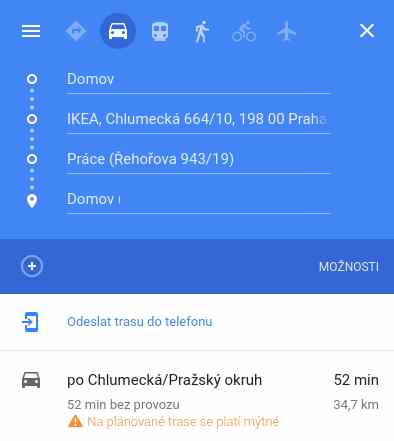 Domov
IKEA, Chlumecká 664/10, 198 00 Praha
Práce (Řehořova 943/19)
Domov
MOŽNOSTI
Odeslat trasu do telefonu
po Chlumecká/Pražský okruh 52 min
52 min bez provozu 34,7 km
Na plánované trase se platí mýtné